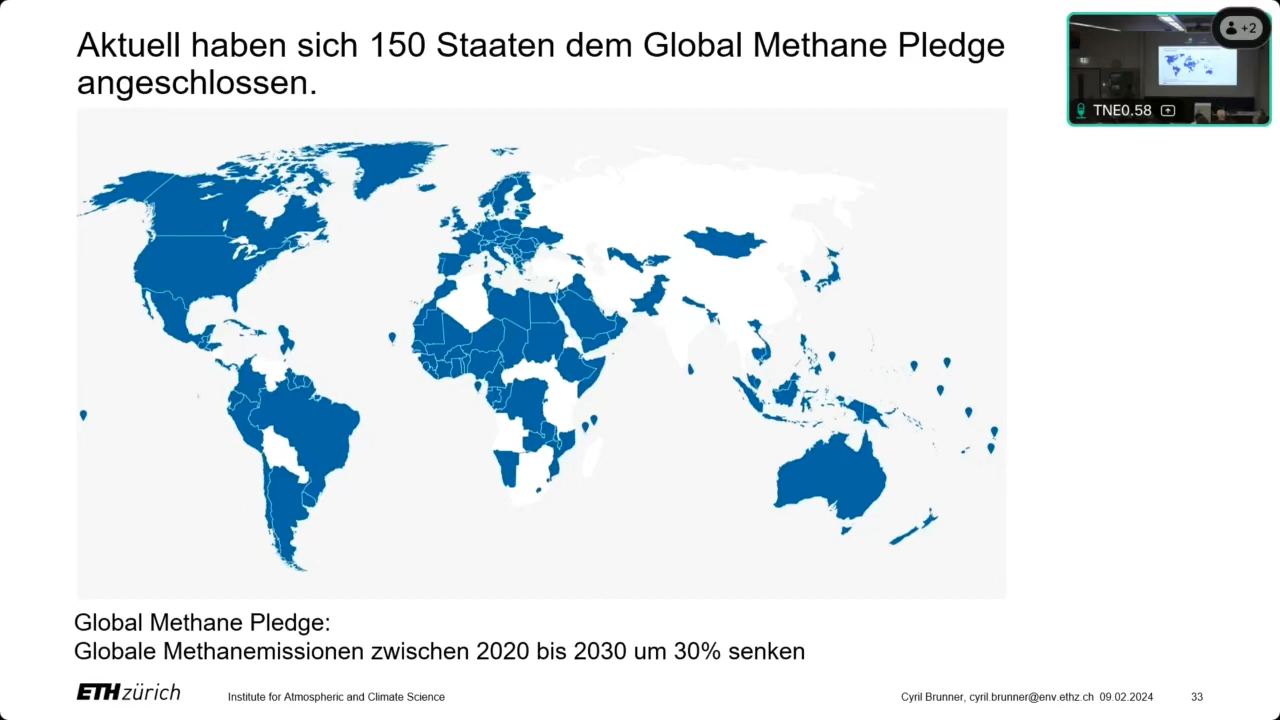 Aktuell haben sich 150 Staaten dem Global Methane Pledge
angeschlossen.
+2
TNE0.58
Global Methane Pledge:
Globale Methanemissionen zwischen 2020 bis 2030 um 30% senken
ETH zürich
Institute for Atmospheric and Climate Science
Cyril Brunner, cyril.brunner@env.ethz.ch 09.02.2024
33